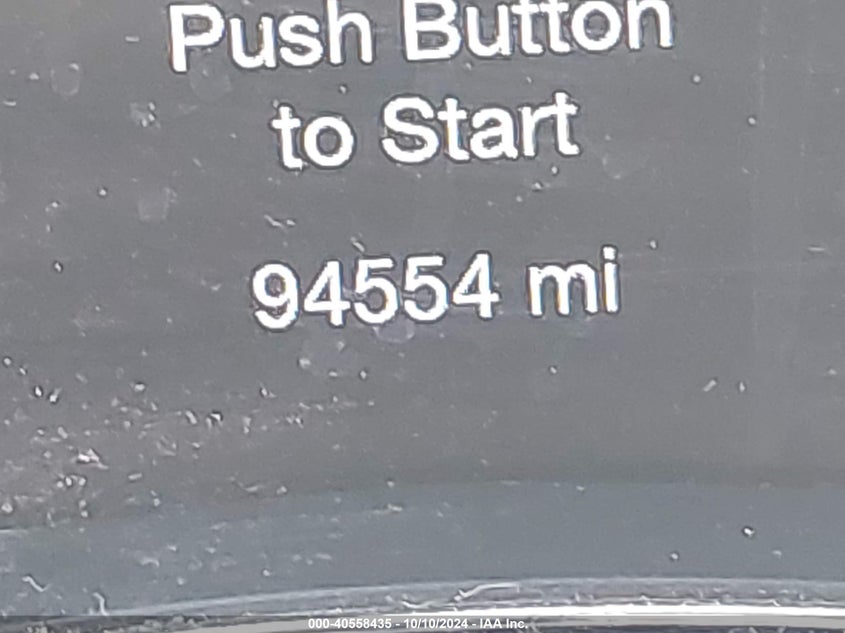 Push Button
to Start
94554 mi
000-40558435 - 10/10/2024 - IAA Inc.